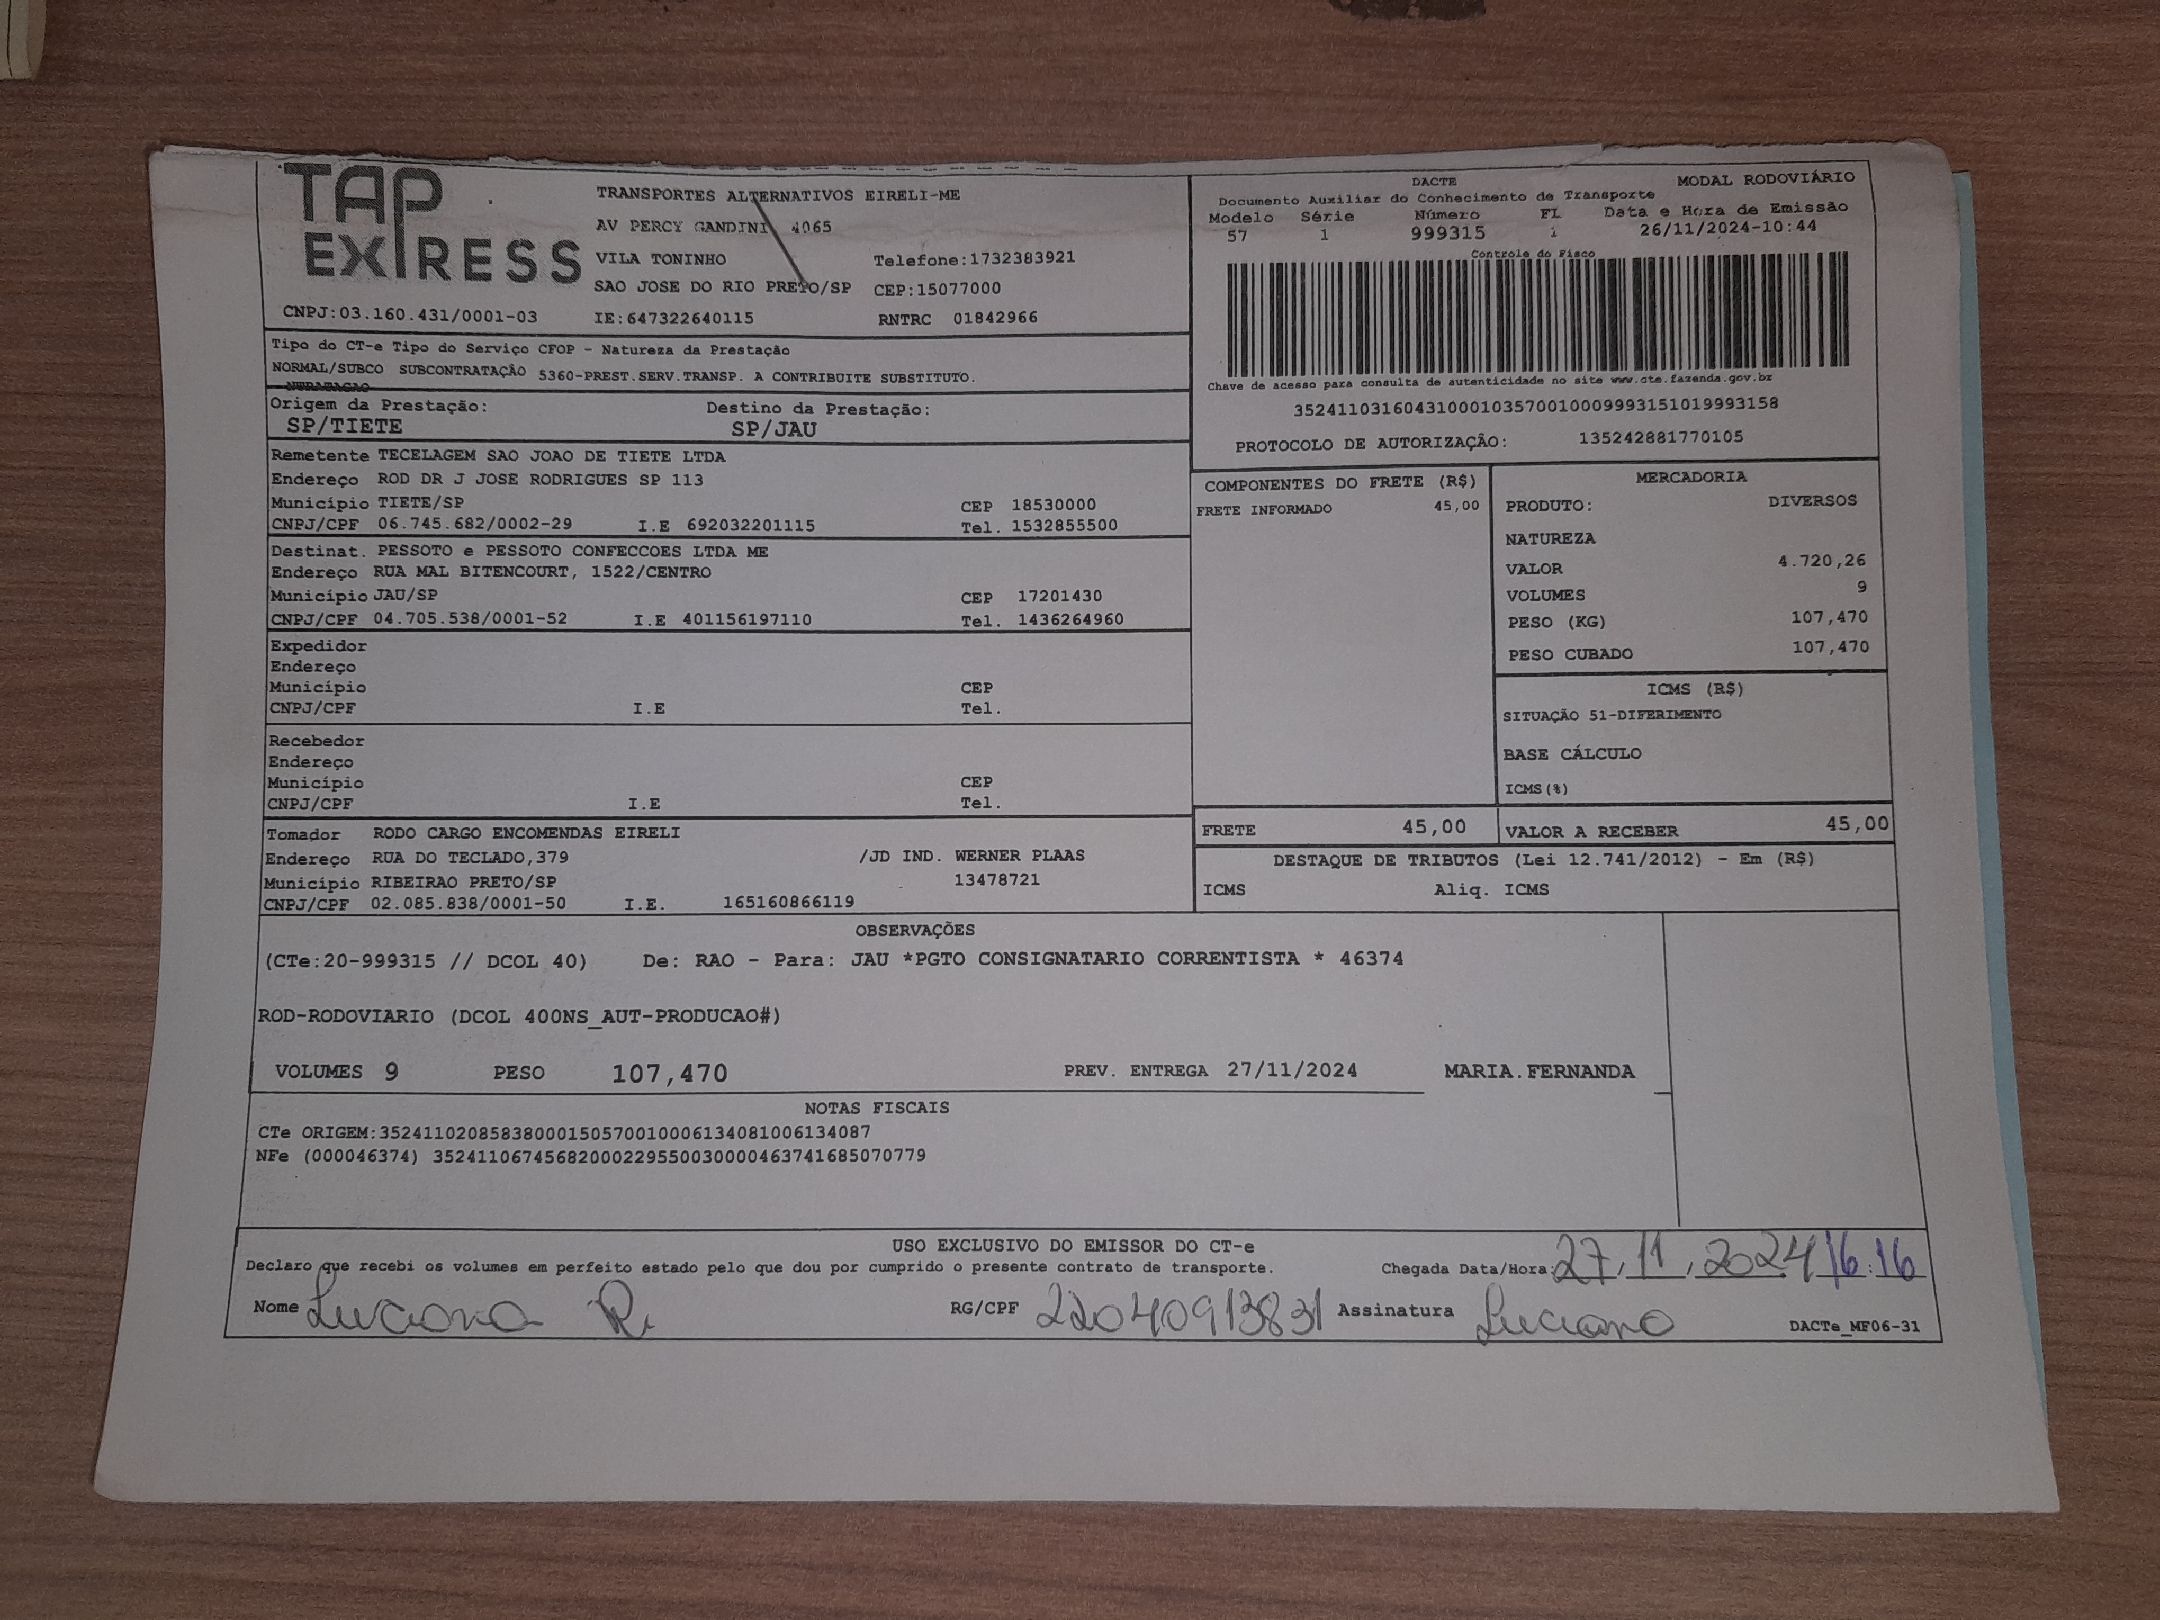 TAP
EXPRESS
TRANSPORTES ALTERNATIVOS EIRELI-ME
AV PERCY GANDINI, 4065
VILA TONINHO Telefone:1732383921
SAO JOSE DO RIO PRETO/SP CEP:15077000
CNPJ:03.160.431/0001-03 IE:647322640115 RNTRC 01842966
DACTE MODAL RODOVIÁRIO
Documento Auxiliar do Conhecimento de Transporte
Modelo Série Número FL Data e Hora de Emissão
57 1 999315 1 26/11/2024-10:44
Controle do Fisco
Chave de acesso para consulta de autenticidade no site www.cte.fazenda.gov.br
35241103160431000103570010009993151019993158
PROTOCOLO DE AUTORIZAÇÃO: 135242881770105
Tipo do CT-e Tipo do Serviço CFOP - Natureza da Prestação
NORMAL/SUBCO SUBCONTRATAÇÃO 5360-PREST.SERV.TRANSP. A CONTRIBUITE SUBSTITUTO.
NTRATAÇÃO
Origem da Prestação: Destino da Prestação:
SP/TIETE SP/JAU
Remetente TECELAGEM SAO JOAO DE TIETE LTDA
Endereço ROD DR J JOSE RODRIGUES SP 113
Município TIETE/SP CEP 18530000
CNPJ/CPF 06.745.682/0002-29 I.E 692032201115 Tel. 1532855500
Destinat. PESSOTO e PESSOTO CONFECCOES LTDA ME
Endereço RUA MAL BITENCOURT, 1522/CENTRO
Município JAU/SP CEP 17201430
CNPJ/CPF 04.705.538/0001-52 I.E 401156197110 Tel. 1436264960
Expedidor
Endereço
Município CEP
CNPJ/CPF I.E Tel.
Recebedor
Endereço
Município CEP
CNPJ/CPF I.E Tel.
Tomador RODO CARGO ENCOMENDAS EIRELI
Endereço RUA DO TECLADO,379 /JD IND. WERNER PLAAS
Município RIBEIRAO PRETO/SP 13478721
CNPJ/CPF 02.085.838/0001-50 I.E. 165160866119
COMPONENTES DO FRETE (R$)
FRETE INFORMADO 45,00
MERCADORIA
PRODUTO: DIVERSOS
NATUREZA
VALOR 4.720,26
VOLUMES 9
PESO (KG) 107,470
PESO CUBADO 107,470
ICMS (R$)
SITUAÇÃO 51-DIFERIMENTO
BASE CÁLCULO
ICMS(%)
FRETE 45,00 VALOR A RECEBER 45,00
DESTAQUE DE TRIBUTOS (Lei 12.741/2012) - Em (R$)
ICMS Aliq. ICMS
OBSERVAÇÕES
(CTe:20-999315 // DCOL 40) De: RAO - Para: JAU *PGTO CONSIGNATARIO CORRENTISTA * 46374
ROD-RODOVIARIO (DCOL 400NS_AUT-PRODUCAO#)
VOLUMES 9 PESO 107,470 PREV. ENTREGA 27/11/2024 MARIA.FERNANDA
NOTAS FISCAIS
CTe ORIGEM:35241102085838000150570010006134081006134087
NFe (000046374) 35241106745682000229550030000463741685070779
USO EXCLUSIVO DO EMISSOR DO CT-e
Declaro que recebi os volumes em perfeito estado pelo que dou por cumprido o presente contrato de transporte. Chegada Data/Hora: 27.11.2024 16:16
Nome Luciana R. RG/CPF 22040913831 Assinatura Luciana
DACTe_MF06-31